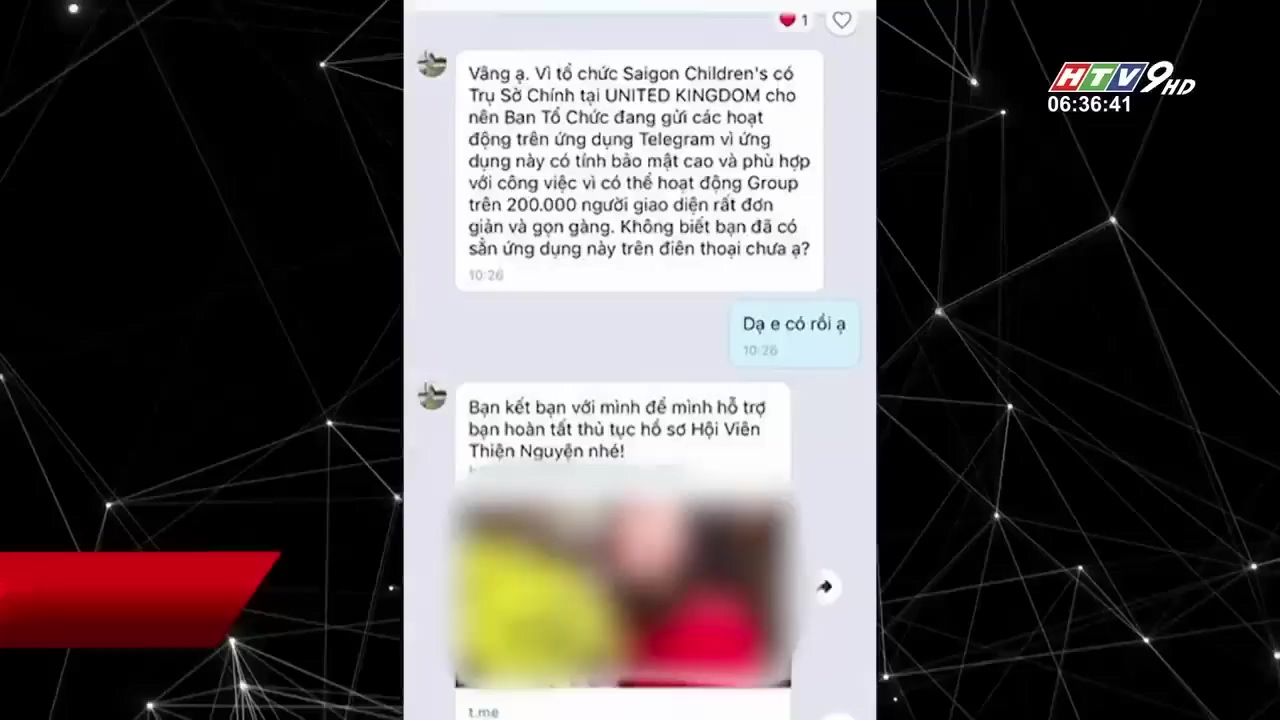 1
HTV9 HD
06:36:41
Vâng ạ. Vì tổ chức Saigon Children's có
Trụ Sở Chính tại UNITED KINGDOM cho
nên Ban Tổ Chức đang gửi các hoạt
động trên ứng dụng Telegram vì ứng
dụng này có tính bảo mật cao và phù hợp
với công việc vì có thể hoạt động Group
trên 200.000 người giao diện rất đơn
giản và gọn gàng. Không biết bạn đã có
sẳn ứng dụng này trên điên thoại chưa ạ?
10:26
Dạ e có rồi ạ
10:26
Bạn kết bạn với mình để mình hỗ trợ
bạn hoàn tất thủ tục hồ sơ Hội Viên
Thiện Nguyện nhé!
t.me